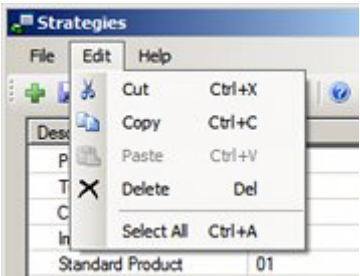 Strategies
File Edit Help
Cut Ctrl+X
Copy Ctrl+C
Paste Ctrl+V
Delete Del
Select All Ctrl+A
Standard Product 01